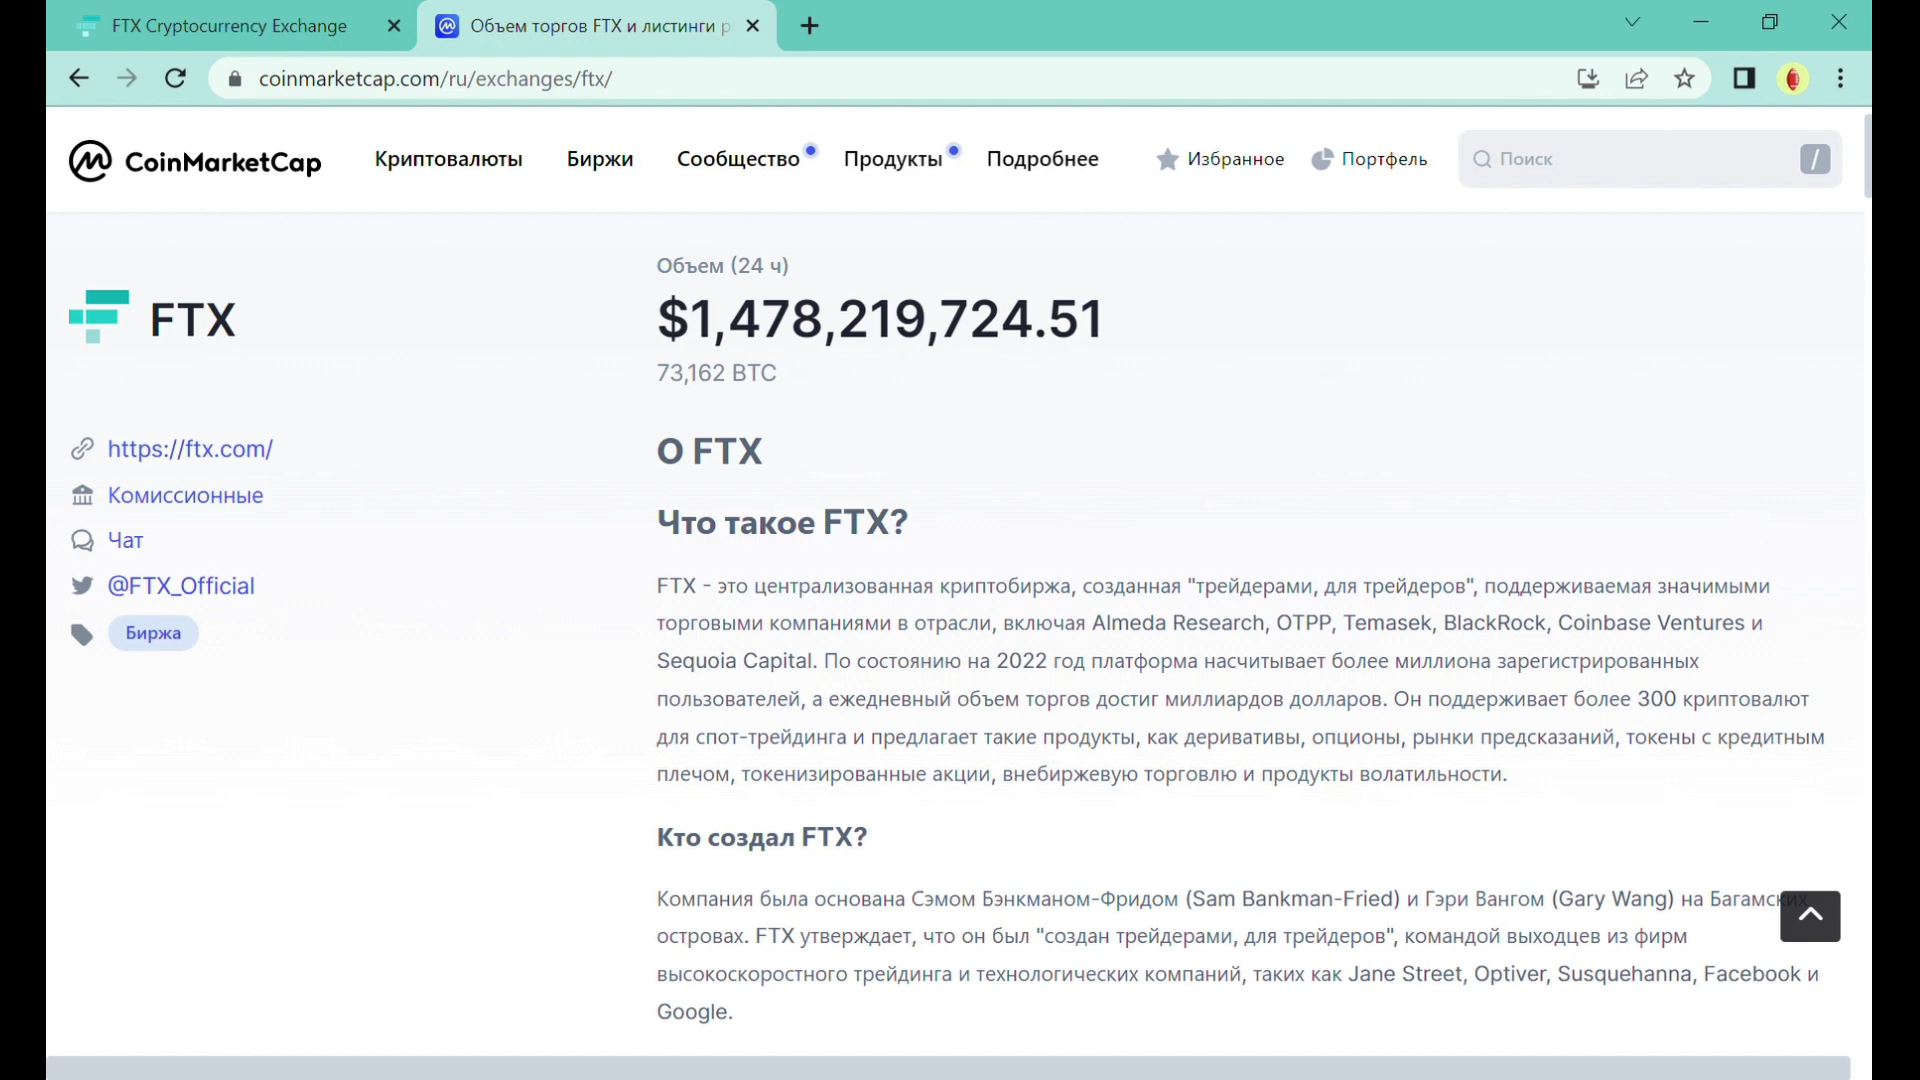 FTX Cryptocurrency Exchange
Объем торгов FTX и листинги р
coinmarketcap.com/ru/exchanges/ftx/
CoinMarketCap
Криптовалюты
Биржи
Сообщество
Продукты
Подробнее
Избранное
Портфель
Поиск
/
FTX
https://ftx.com/
Комиссионные
Чат
@FTX_Official
Биржа
Объем (24 ч)
$1,478,219,724.51
73,162 BTC
О FTX
Что такое FTX?
FTX - это централизованная криптобиржа, созданная "трейдерами, для трейдеров", поддерживаемая значимыми
торговыми компаниями в отрасли, включая Almeda Research, OTPP, Temasek, BlackRock, Coinbase Ventures и
Sequoia Capital. По состоянию на 2022 год платформа насчитывает более миллиона зарегистрированных
пользователей, а ежедневный объем торгов достиг миллиардов долларов. Он поддерживает более 300 криптовалют
для спот-трейдинга и предлагает такие продукты, как деривативы, опционы, рынки предсказаний, токены с кредитным
плечом, токенизированные акции, внебиржевую торговлю и продукты волатильности.
Кто создал FTX?
Компания была основана Сэмом Бэнкманом-Фридом (Sam Bankman-Fried) и Гэри Вангом (Gary Wang) на Багамских
островах. FTX утверждает, что он был "создан трейдерами, для трейдеров", командой выходцев из фирм
высокоскоростного трейдинга и технологических компаний, таких как Jane Street, Optiver, Susquehanna, Facebook и
Google.